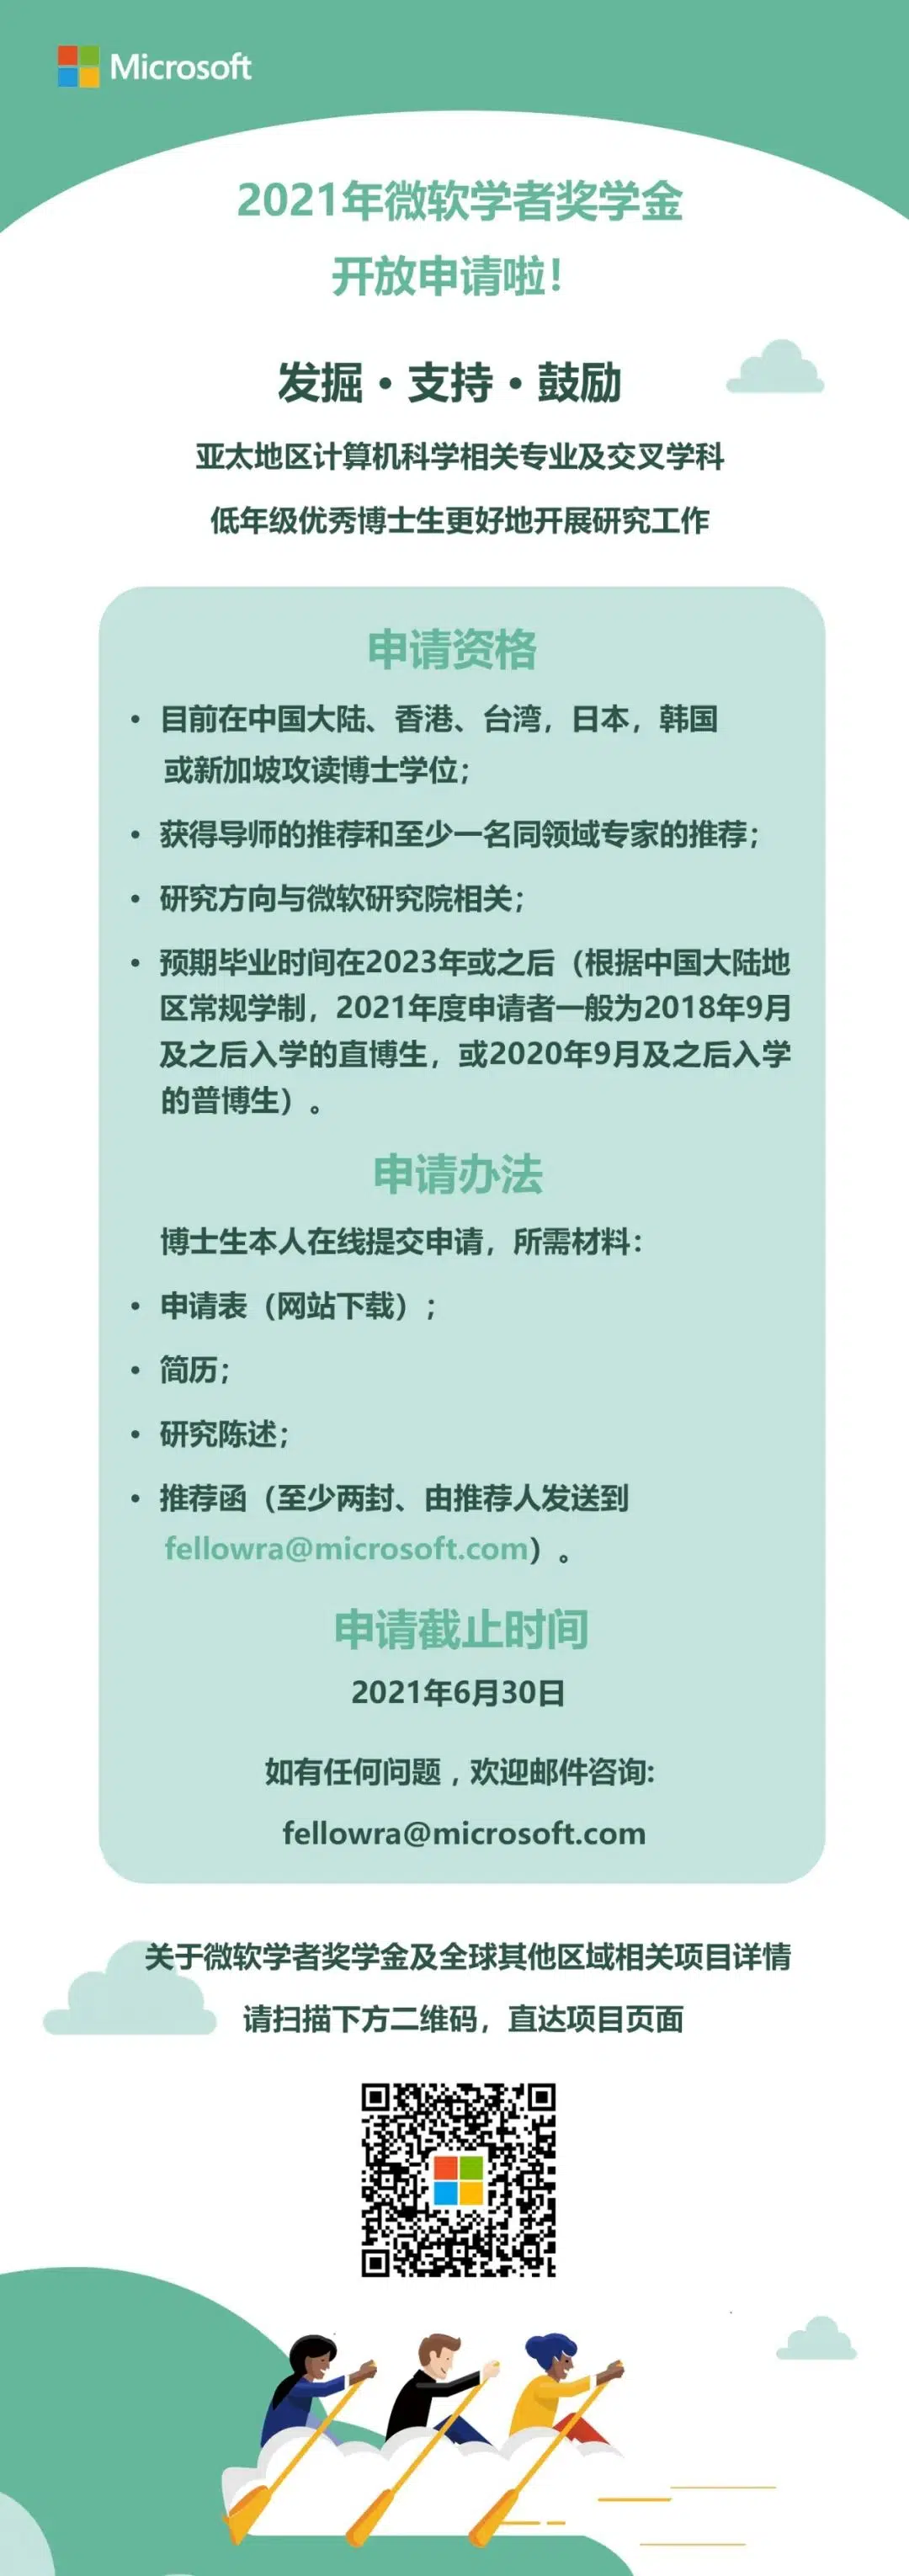 Microsoft
2021年微软学者奖学金
开放申请啦！
发掘·支持·鼓励
亚太地区计算机科学相关专业及交叉学科
低年级优秀博士生更好地开展研究工作
申请资格
• 目前在中国大陆、香港、台湾，日本，韩国
或新加坡攻读博士学位；
• 获得导师的推荐和至少一名同领域专家的推荐；
• 研究方向与微软研究院相关；
• 预期毕业时间在2023年或之后（根据中国大陆地
区常规学制，2021年度申请者一般为2018年9月
及之后入学的直博生，或2020年9月及之后入学
的普博生）。
申请办法
博士生本人在线提交申请，所需材料：
• 申请表（网站下载）；
• 简历；
• 研究陈述；
• 推荐函（至少两封、由推荐人发送到
fellowra@microsoft.com）。
申请截止时间
2021年6月30日
如有任何问题，欢迎邮件咨询:
fellowra@microsoft.com
关于微软学者奖学金及全球其他区域相关项目详情
请扫描下方二维码，直达项目页面